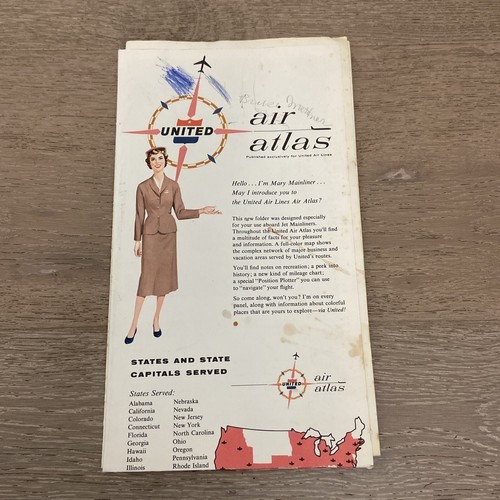 UNITED
air
atlas
Published exclusively for United Air Lines
Hello . . . I'm Mary Mainliner . . .
May I introduce you to
the United Air Lines Air Atlas?
This new folder was designed especially
for your use aboard Jet Mainliners.
Throughout the United Air Atlas you'll find
a multitude of facts for your pleasure
and information. A full-color map shows
the complex network of major business and
vacation areas served by United's routes.
You'll find notes on recreation; a peek into
history; a new kind of mileage chart;
a special "Position Plotter" you can use
to "navigate" your flight.
So come along, won't you? I'm on every
panel, along with information about colorful
places that are yours to explore—via United!
STATES AND STATE
CAPITALS SERVED
UNITED
air
atlas
States Served:
Alabama
California
Colorado
Connecticut
Florida
Georgia
Hawaii
Idaho
Illinois
Nebraska
Nevada
New Jersey
New York
North Carolina
Ohio
Oregon
Pennsylvania
Rhode Island